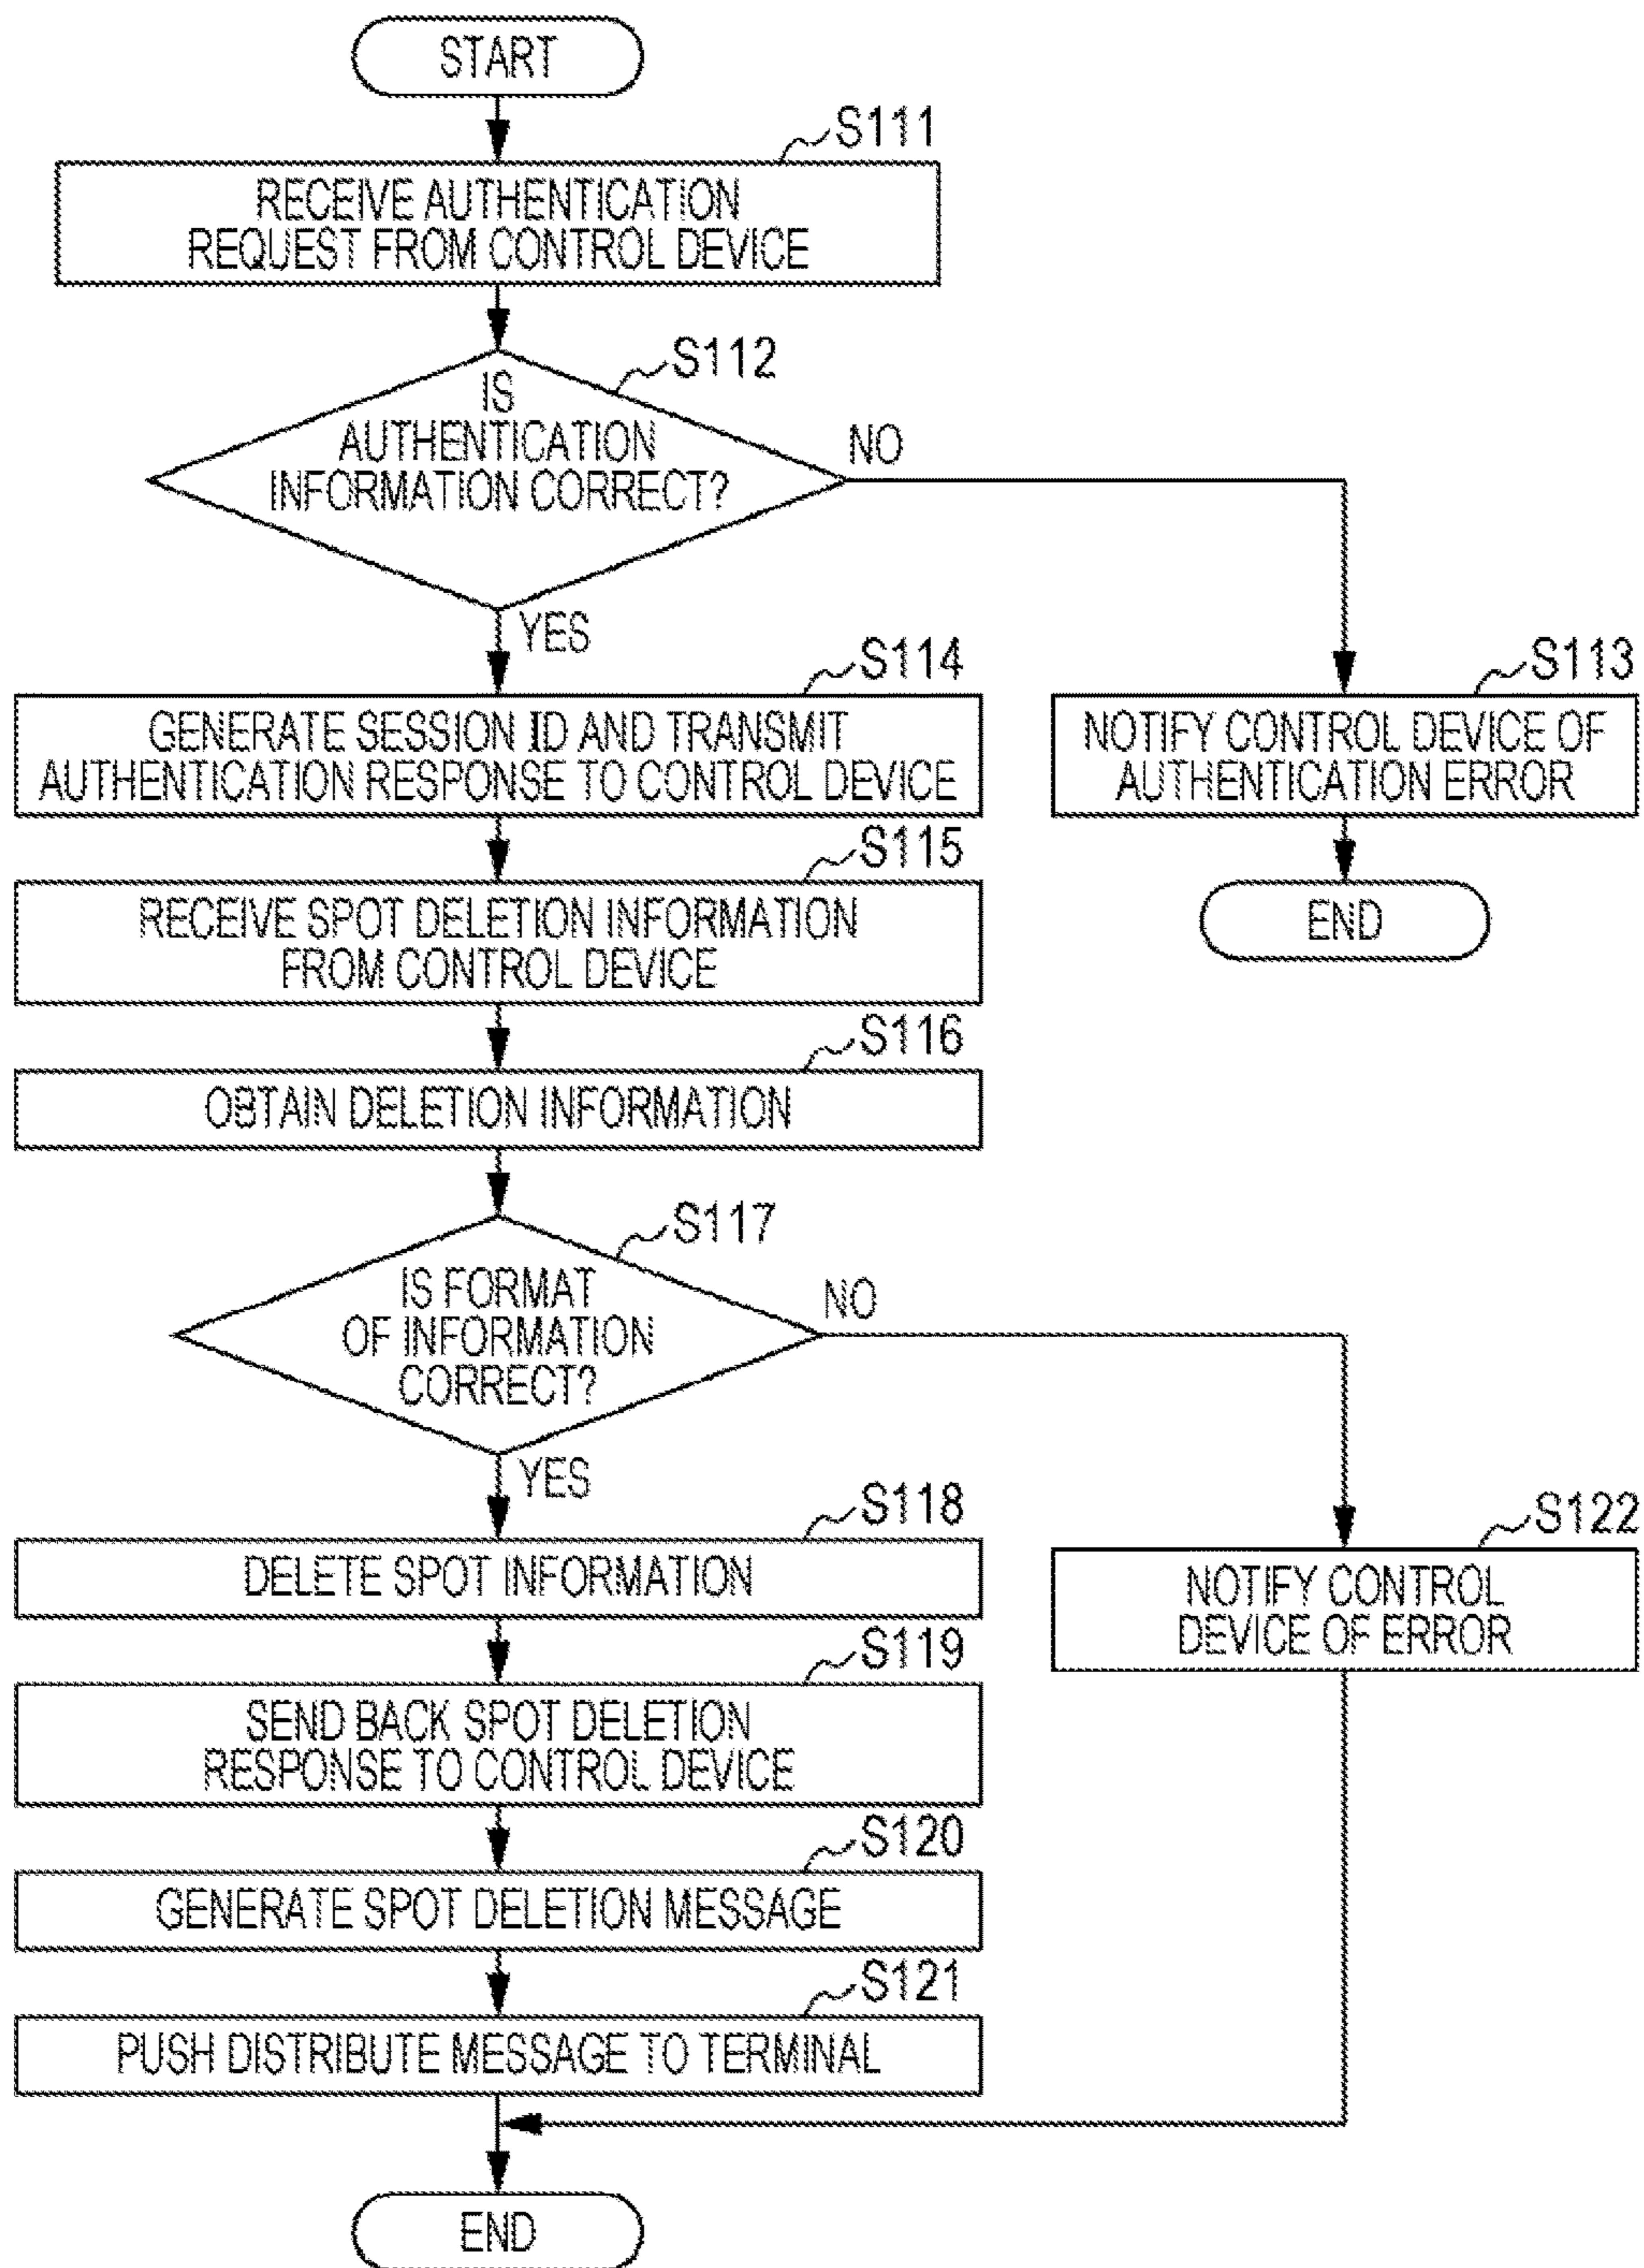 START
S111
RECEIVE AUTHENTICATION
REQUEST FROM CONTROL DEVICE
S112
IS
AUTHENTICATION
INFORMATION CORRECT?
NO
YES
S114
GENERATE SESSION ID AND TRANSMIT
AUTHENTICATION RESPONSE TO CONTROL DEVICE
S113
NOTIFY CONTROL DEVICE OF
AUTHENTICATION ERROR
END
S115
RECEIVE SPOT DELETION INFORMATION
FROM CONTROL DEVICE
S116
OBTAIN DELETION INFORMATION
S117
IS FORMAT
OF INFORMATION
CORRECT?
NO
YES
S118
DELETE SPOT INFORMATION
S122
NOTIFY CONTROL
DEVICE OF ERROR
S119
SEND BACK SPOT DELETION
RESPONSE TO CONTROL DEVICE
S120
GENERATE SPOT DELETION MESSAGE
S121
PUSH DISTRIBUTE MESSAGE TO TERMINAL
END